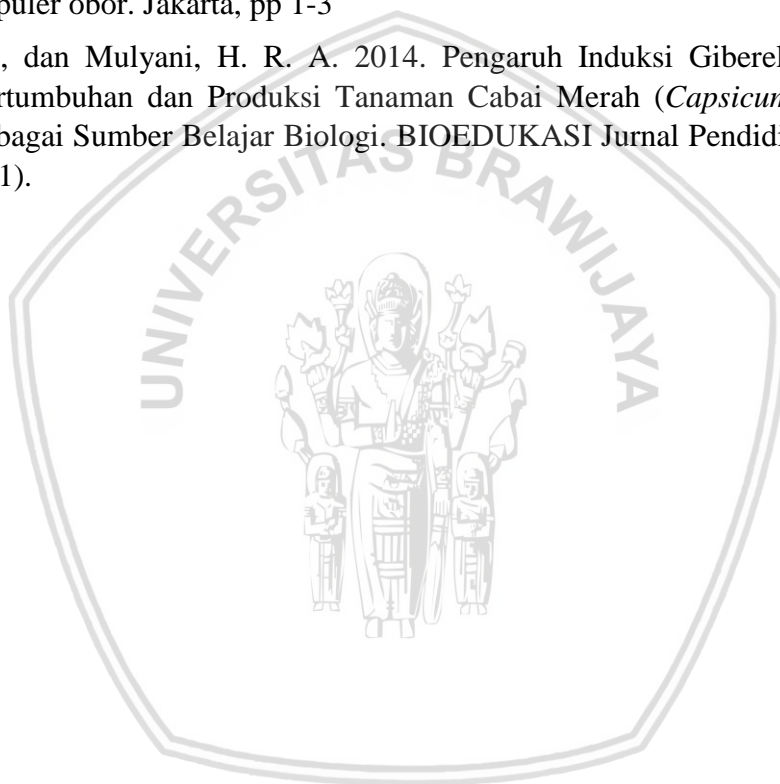 puler obor. Jakarta, pp 1-3
., dan Mulyani, H. R. A. 2014. Pengaruh Induksi Giberel
ertumbuhan dan Produksi Tanaman Cabai Merah (Capsicum
bagai Sumber Belajar Biologi. BIOEDUKASI Jurnal Pendidi
1).
UNIVERSITAS BRAWIJAYA